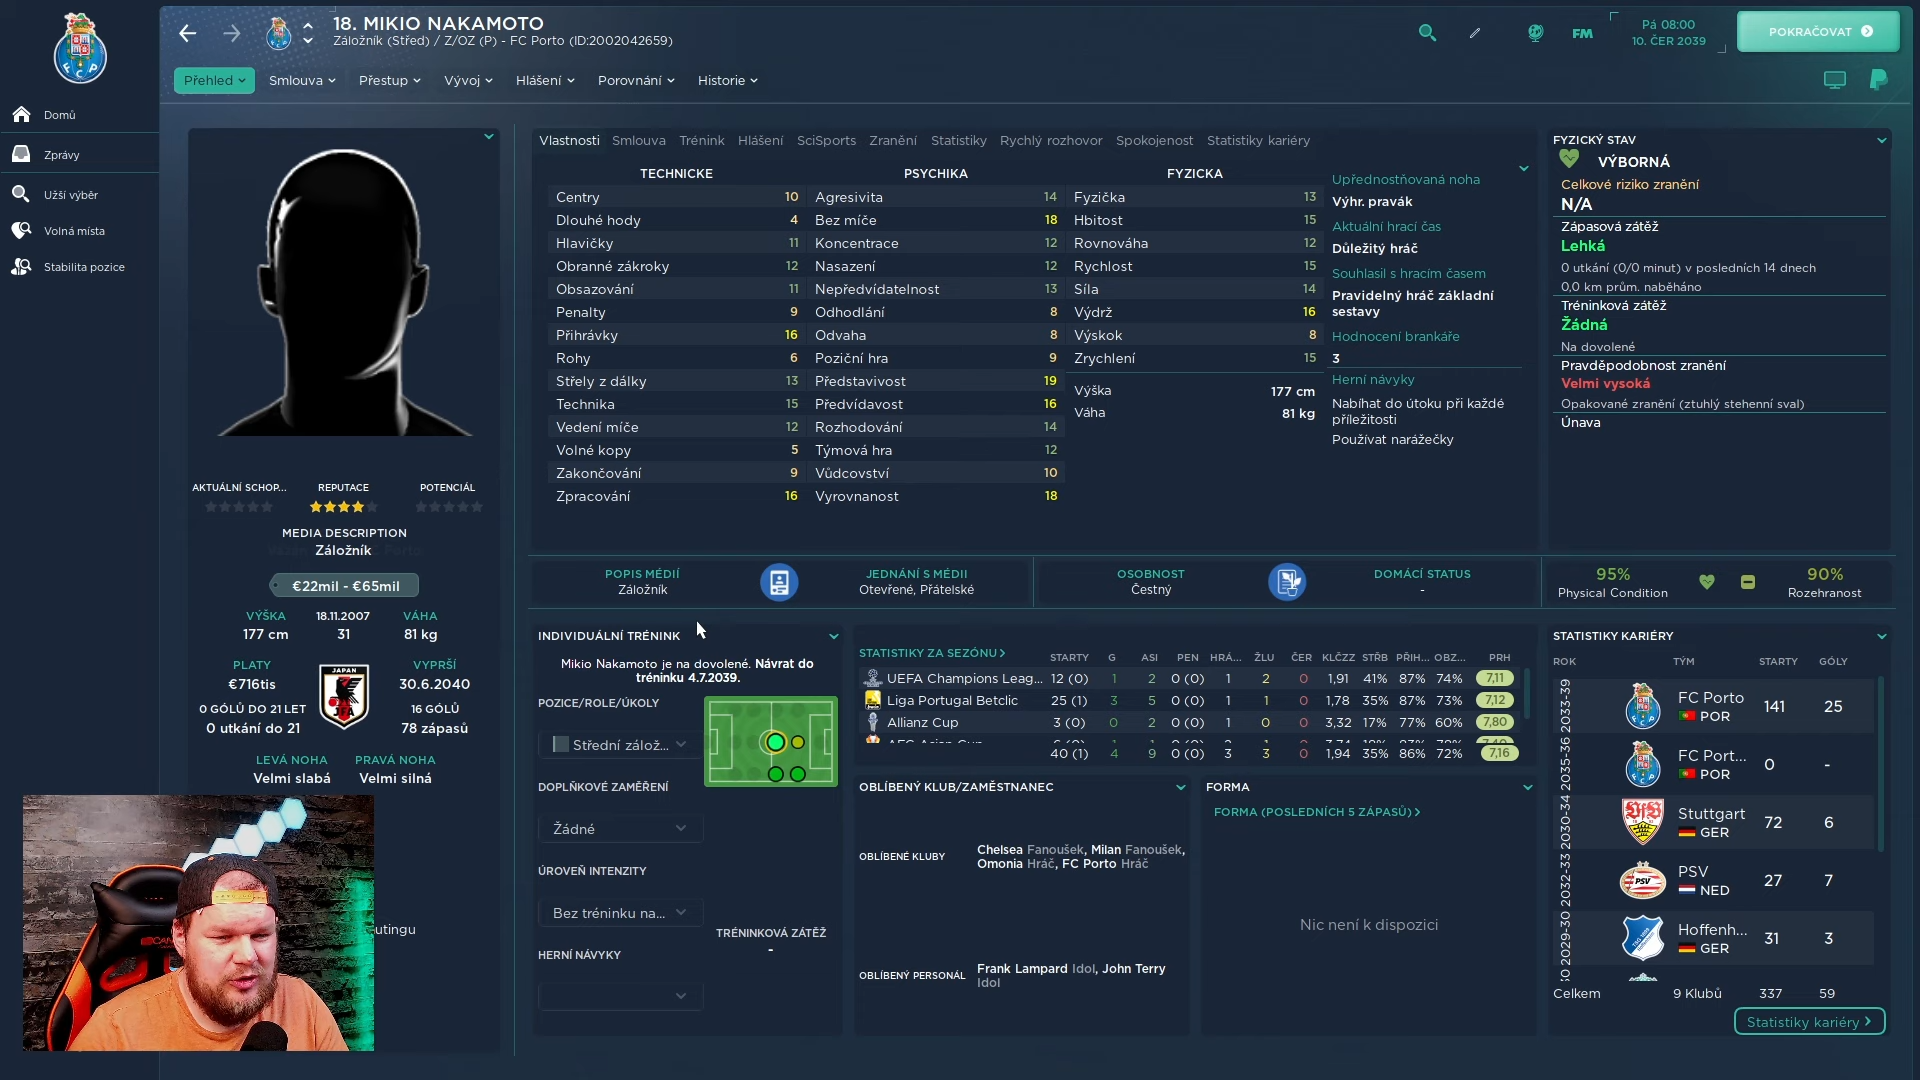 18. MIKIO NAKAMOTO
Záložník (Střed) / Z/OZ (P) - FC Porto (ID:2002042659)
FM
Pá 08:00
10. ČER 2039
POKRAČOVAT
Přehled
Smlouva
Přestup
Vývoj
Hlášení
Porovnání
Historie
Domů
Zprávy
Užší výběr
Volná místa
Stabilita pozice
AKTUÁLNÍ SCHOP...
REPUTACE
POTENCIÁL
MEDIA DESCRIPTION
Záložník
€22mil - €65mil
VÝŠKA
18.11.2007
VÁHA
177 cm
31
81 kg
PLATY
VYPRŠÍ
€716tis
JAPAN
JFA
30.6.2040
0 GÓLŮ DO 21 LET
16 GÓLŮ
0 utkání do 21
78 zápasů
LEVÁ NOHA
PRAVÁ NOHA
Velmi slabá
Velmi silná
utingu
Vlastnosti
Smlouva
Trénink
Hlášení
SciSports
Zranění
Statistiky
Rychlý rozhovor
Spokojenost
Statistiky kariéry
TECHNICKE
Centry 10
Dlouhé hody 4
Hlavičky 11
Obranné zákroky 12
Obsazování 11
Penalty 9
Přihrávky 16
Rohy 6
Střely z dálky 13
Technika 15
Vedení míče 12
Volné kopy 5
Zakončování 9
Zpracování 16
PSYCHIKA
Agresivita 14
Bez míče 18
Koncentrace 12
Nasazení 12
Nepředvídatelnost 13
Odhodlání 8
Odvaha 8
Poziční hra 9
Představivost 19
Předvídavost 16
Rozhodování 14
Týmová hra 12
Vůdcovství 10
Vyrovnanost 18
FYZICKA
Fyzička 13
Hbitost 15
Rovnováha 12
Rychlost 15
Síla 14
Výdrž 16
Výskok 8
Zrychlení 15
Výška 177 cm
Váha 81 kg
Upřednostňovaná noha
Výhr. pravák
Aktuální hrací čas
Důležitý hráč
Souhlasil s hracím časem
Pravidelný hráč základní
sestavy
Hodnocení brankáře
3
Herní návyky
Nabíhat do útoku při každé
příležitosti
Používat narážečky
FYZICKÝ STAV
VÝBORNÁ
Celkové riziko zranění
N/A
Zápasová zátěž
Lehká
0 utkání (0/0 minut) v posledních 14 dnech
0,0 km prům. naběháno
Tréninková zátěž
Žádná
Na dovolené
Pravděpodobnost zranění
Velmi vysoká
Opakované zranění (ztuhlý stehenní sval)
Únava
POPIS MÉDIÍ
Záložník
JEDNÁNÍ S MÉDII
Otevřené, Přátelské
OSOBNOST
Čestný
DOMÁCÍ STATUS
-
95%
Physical Condition
90%
Rozehranost
INDIVIDUÁLNÍ TRÉNINK
Mikio Nakamoto je na dovolené. Návrat do
tréninku 4.7.2039.
POZICE/ROLE/ÚKOLY
Střední zálož...
DOPLŇKOVÉ ZAMĚŘENÍ
Žádné
ÚROVEŇ INTENZITY
Bez tréninku na...
TRÉNINKOVÁ ZÁTĚŽ
-
HERNÍ NÁVYKY
STATISTIKY ZA SEZÓNU STARTY G ASI PEN HRÁ... ŽLU ČER KLČZZ STŘB PŘIH... OBZ... PRH
UEFA Champions Leag... 12 (0) 1 2 0 (0) 1 2 0 1,91 41% 87% 74% 7,11
Liga Portugal Betclic 25 (1) 3 5 0 (0) 1 1 0 1,78 35% 87% 73% 7,12
Allianz Cup 3 (0) 0 2 0 (0) 1 0 0 3,32 17% 77% 60% 7,80
40 (1) 4 9 0 (0) 3 3 0 1,94 35% 86% 72% 7,16
OBLÍBENÝ KLUB/ZAMĚSTNANEC
OBLÍBENÉ KLUBY
Chelsea Fanoušek, Milan Fanoušek,
Omonia Hráč, FC Porto Hráč
OBLÍBENÝ PERSONÁL
Frank Lampard Idol, John Terry
Idol
FORMA
FORMA (POSLEDNÍCH 5 ZÁPASŮ)
Nic není k dispozici
STATISTIKY KARIÉRY
ROK TÝM STARTY GÓLY
2033-39 FC Porto POR 141 25
2035-36 FC Port... POR 0 -
2030-34 Stuttgart GER 72 6
2032-33 PSV NED 27 7
2029-30 Hoffenh... GER 31 3
Celkem 9 Klubů 337 59
Statistiky kariéry